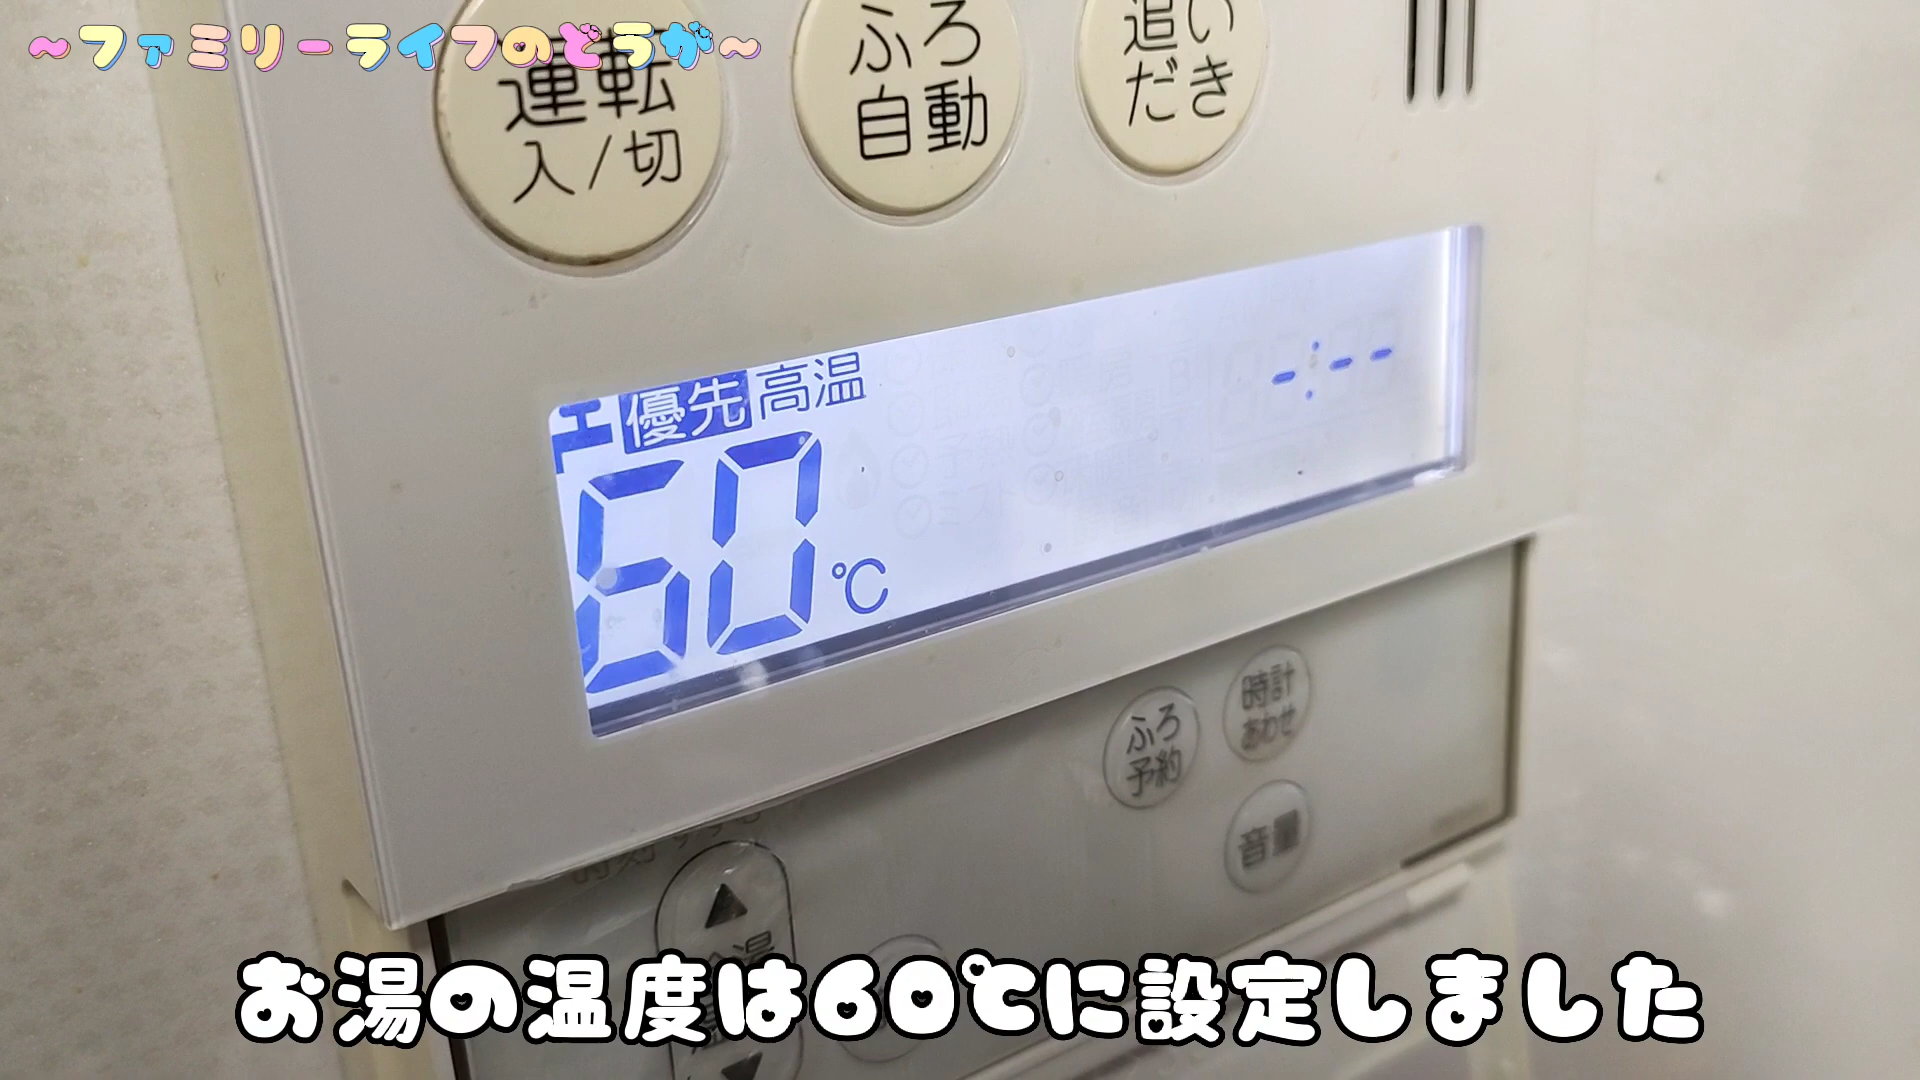 ~ファミリーライフのどうが~
運転
入/切
ふろ
自動
追い
だき
優先 高温
-:--
60℃
ふろ
予約
時計
あわせ
音量
お湯の温度は60℃に設定しました